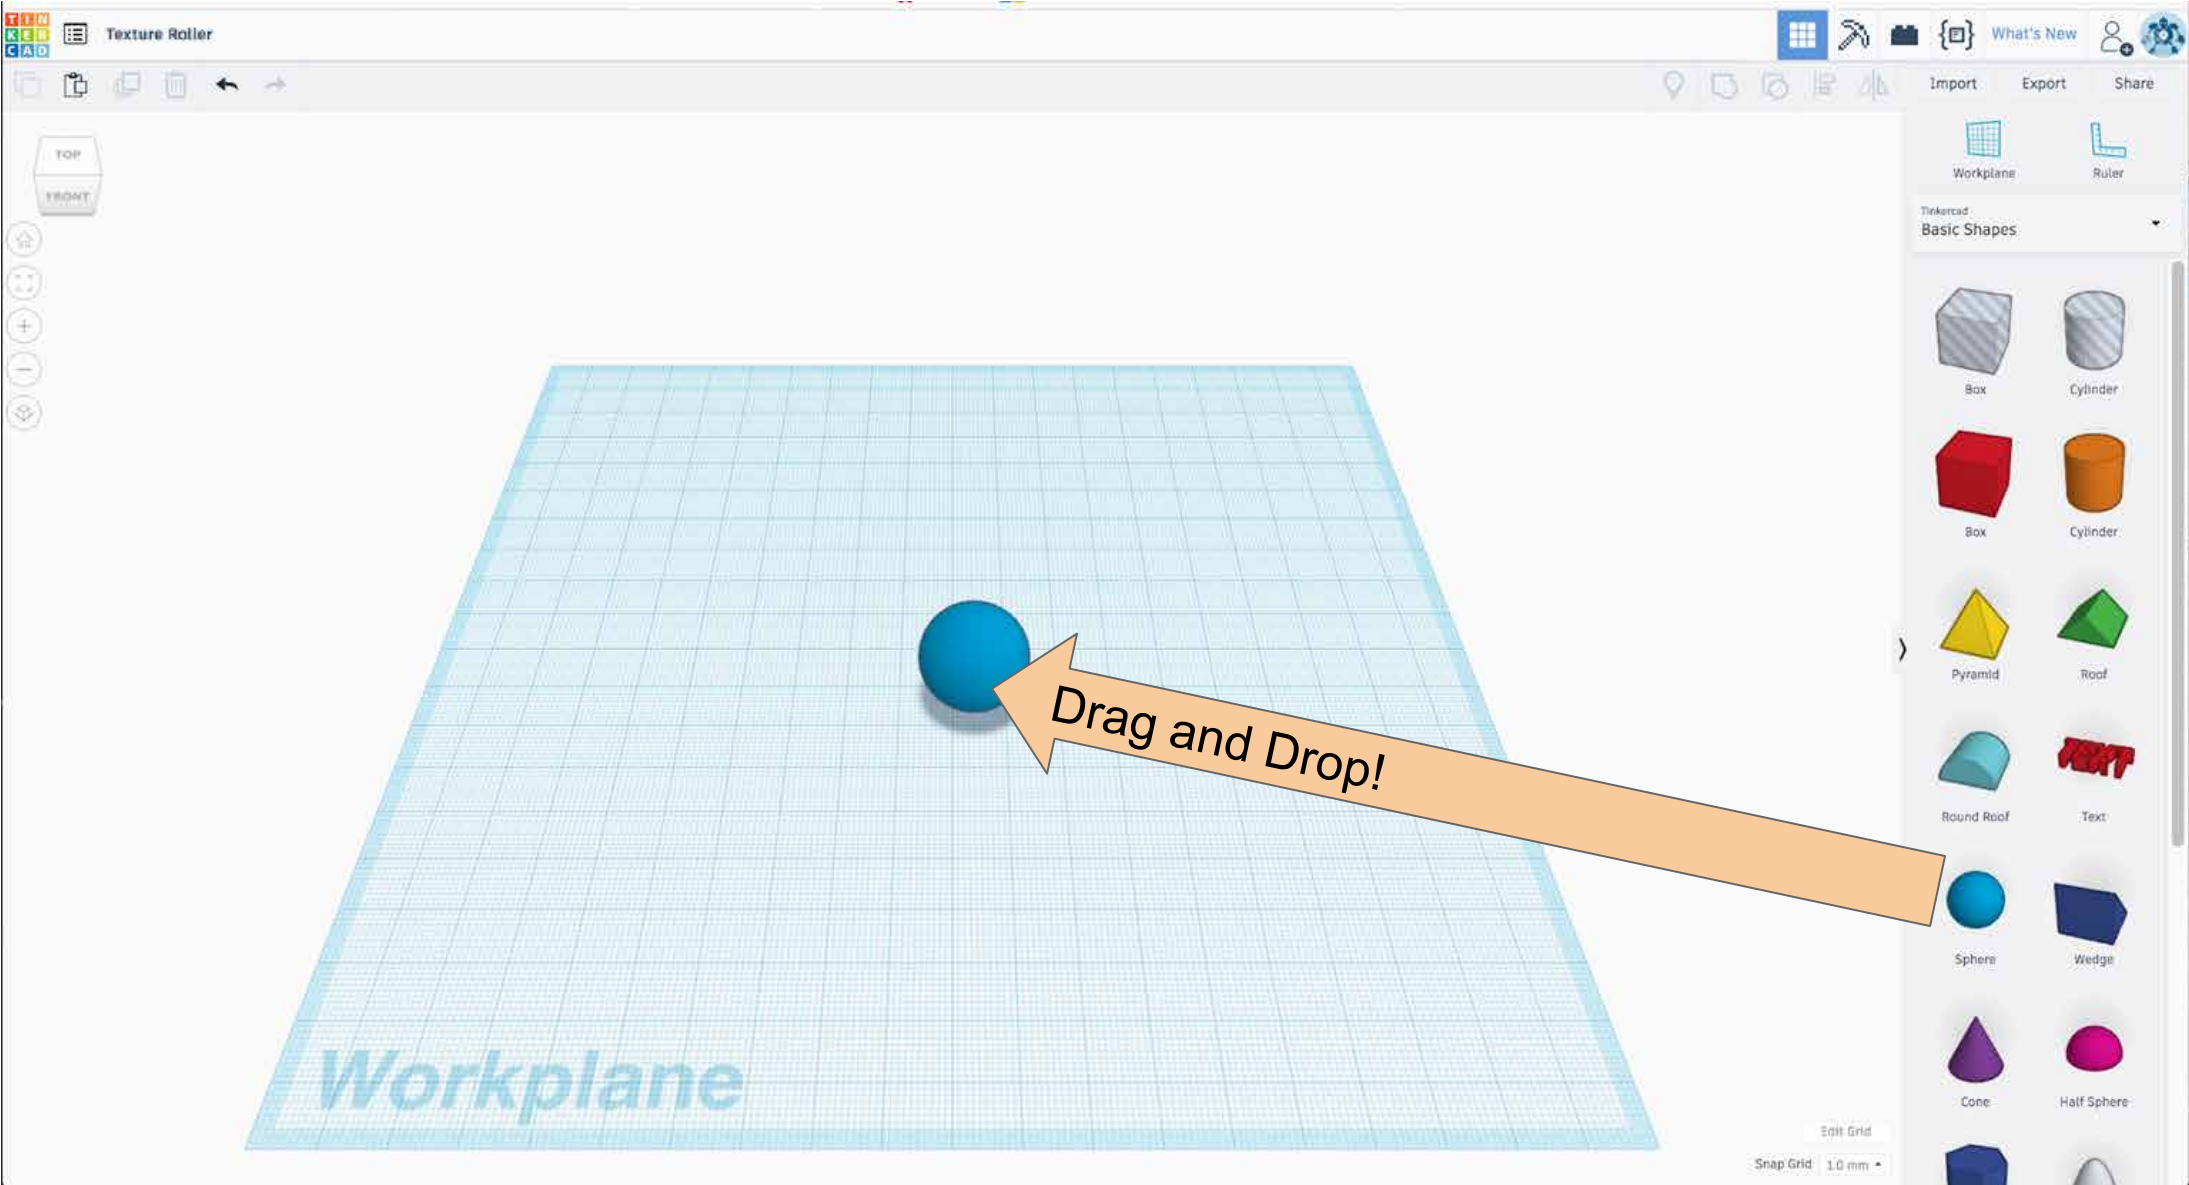 TIN
KER
CAD
Texture Roller
What's New
Import Export Share
TOP
FRONT
Workplane Ruler
Tinkercad
Basic Shapes
Box Cylinder
Box Cylinder
Pyramid Roof
Drag and Drop!
TEXT
Round Roof Text
Sphere Wedge
Workplane
Cone Half Sphere
Edit Grid
Snap Grid 1.0 mm